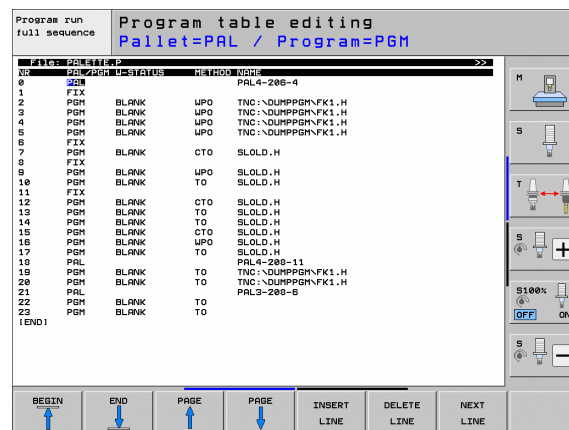 Program run
full sequence
Program table editing
Pallet=PAL / Program=PGM
File: PALETTE.P >>
NR PAL/PGM W-STATUS METHOD NAME
0 PAL PAL4-206-4
1 FIX
2 PGM BLANK WPO TNC:\DUMPPGM\FK1.H
3 PGM BLANK WPO TNC:\DUMPPGM\FK1.H
4 PGM BLANK WPO TNC:\DUMPPGM\FK1.H
5 PGM BLANK WPO TNC:\DUMPPGM\FK1.H
6 FIX
7 PGM BLANK CTO SLOLD.H
8 FIX
9 PGM BLANK WPO SLOLD.H
10 PGM BLANK TO SLOLD.H
11 FIX
12 PGM BLANK CTO SLOLD.H
13 PGM BLANK TO SLOLD.H
14 PGM BLANK TO SLOLD.H
15 PGM BLANK CTO SLOLD.H
16 PGM BLANK WPO SLOLD.H
17 PGM BLANK TO SLOLD.H
18 PAL PAL4-208-11
19 PGM BLANK TO TNC:\DUMPPGM\FK1.H
20 PGM BLANK TO TNC:\DUMPPGM\FK1.H
21 PAL PAL3-208-6
22 PGM BLANK TO
23 PGM BLANK TO
[END]
M
S
T
S
+
S100%
OFF ON
S
–
BEGIN
END
PAGE
PAGE
INSERT
LINE
DELETE
LINE
NEXT
LINE